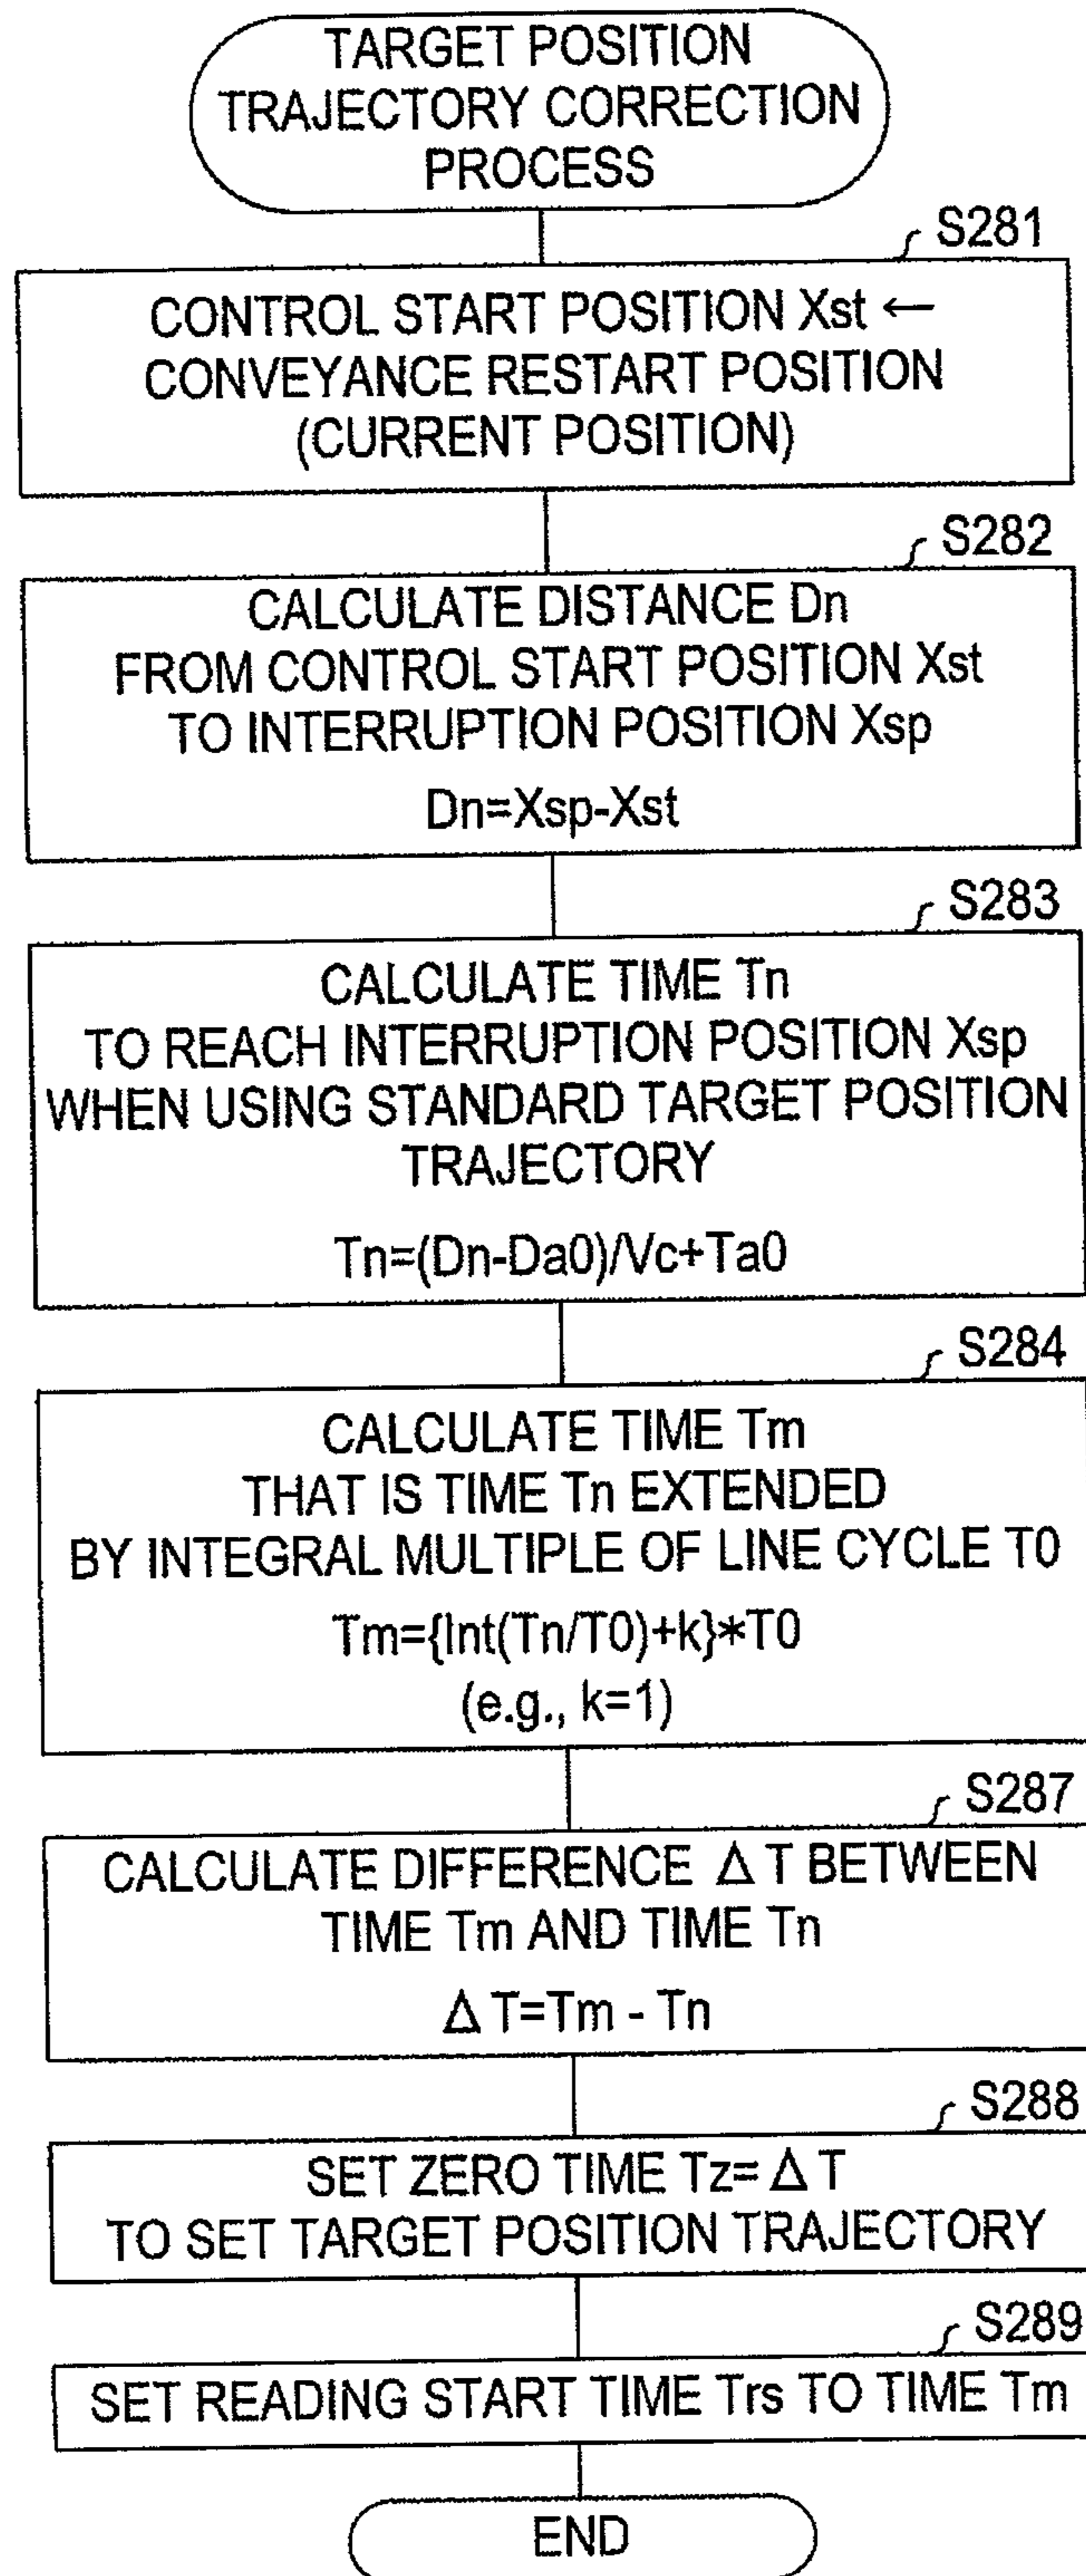 TARGET POSITION
TRAJECTORY CORRECTION
PROCESS
S281
CONTROL START POSITION Xst ←
CONVEYANCE RESTART POSITION
(CURRENT POSITION)
S282
CALCULATE DISTANCE Dn
FROM CONTROL START POSITION Xst
TO INTERRUPTION POSITION Xsp
Dn=Xsp-Xst
S283
CALCULATE TIME Tn
TO REACH INTERRUPTION POSITION Xsp
WHEN USING STANDARD TARGET POSITION
TRAJECTORY
Tn=(Dn-Da0)/Vc+Ta0
S284
CALCULATE TIME Tm
THAT IS TIME Tn EXTENDED
BY INTEGRAL MULTIPLE OF LINE CYCLE T0
Tm={Int(Tn/T0)+k}*T0
(e.g., k=1)
S287
CALCULATE DIFFERENCE Δ T BETWEEN
TIME Tm AND TIME Tn
Δ T=Tm - Tn
S288
SET ZERO TIME Tz= Δ T
TO SET TARGET POSITION TRAJECTORY
S289
SET READING START TIME Trs TO TIME Tm
END